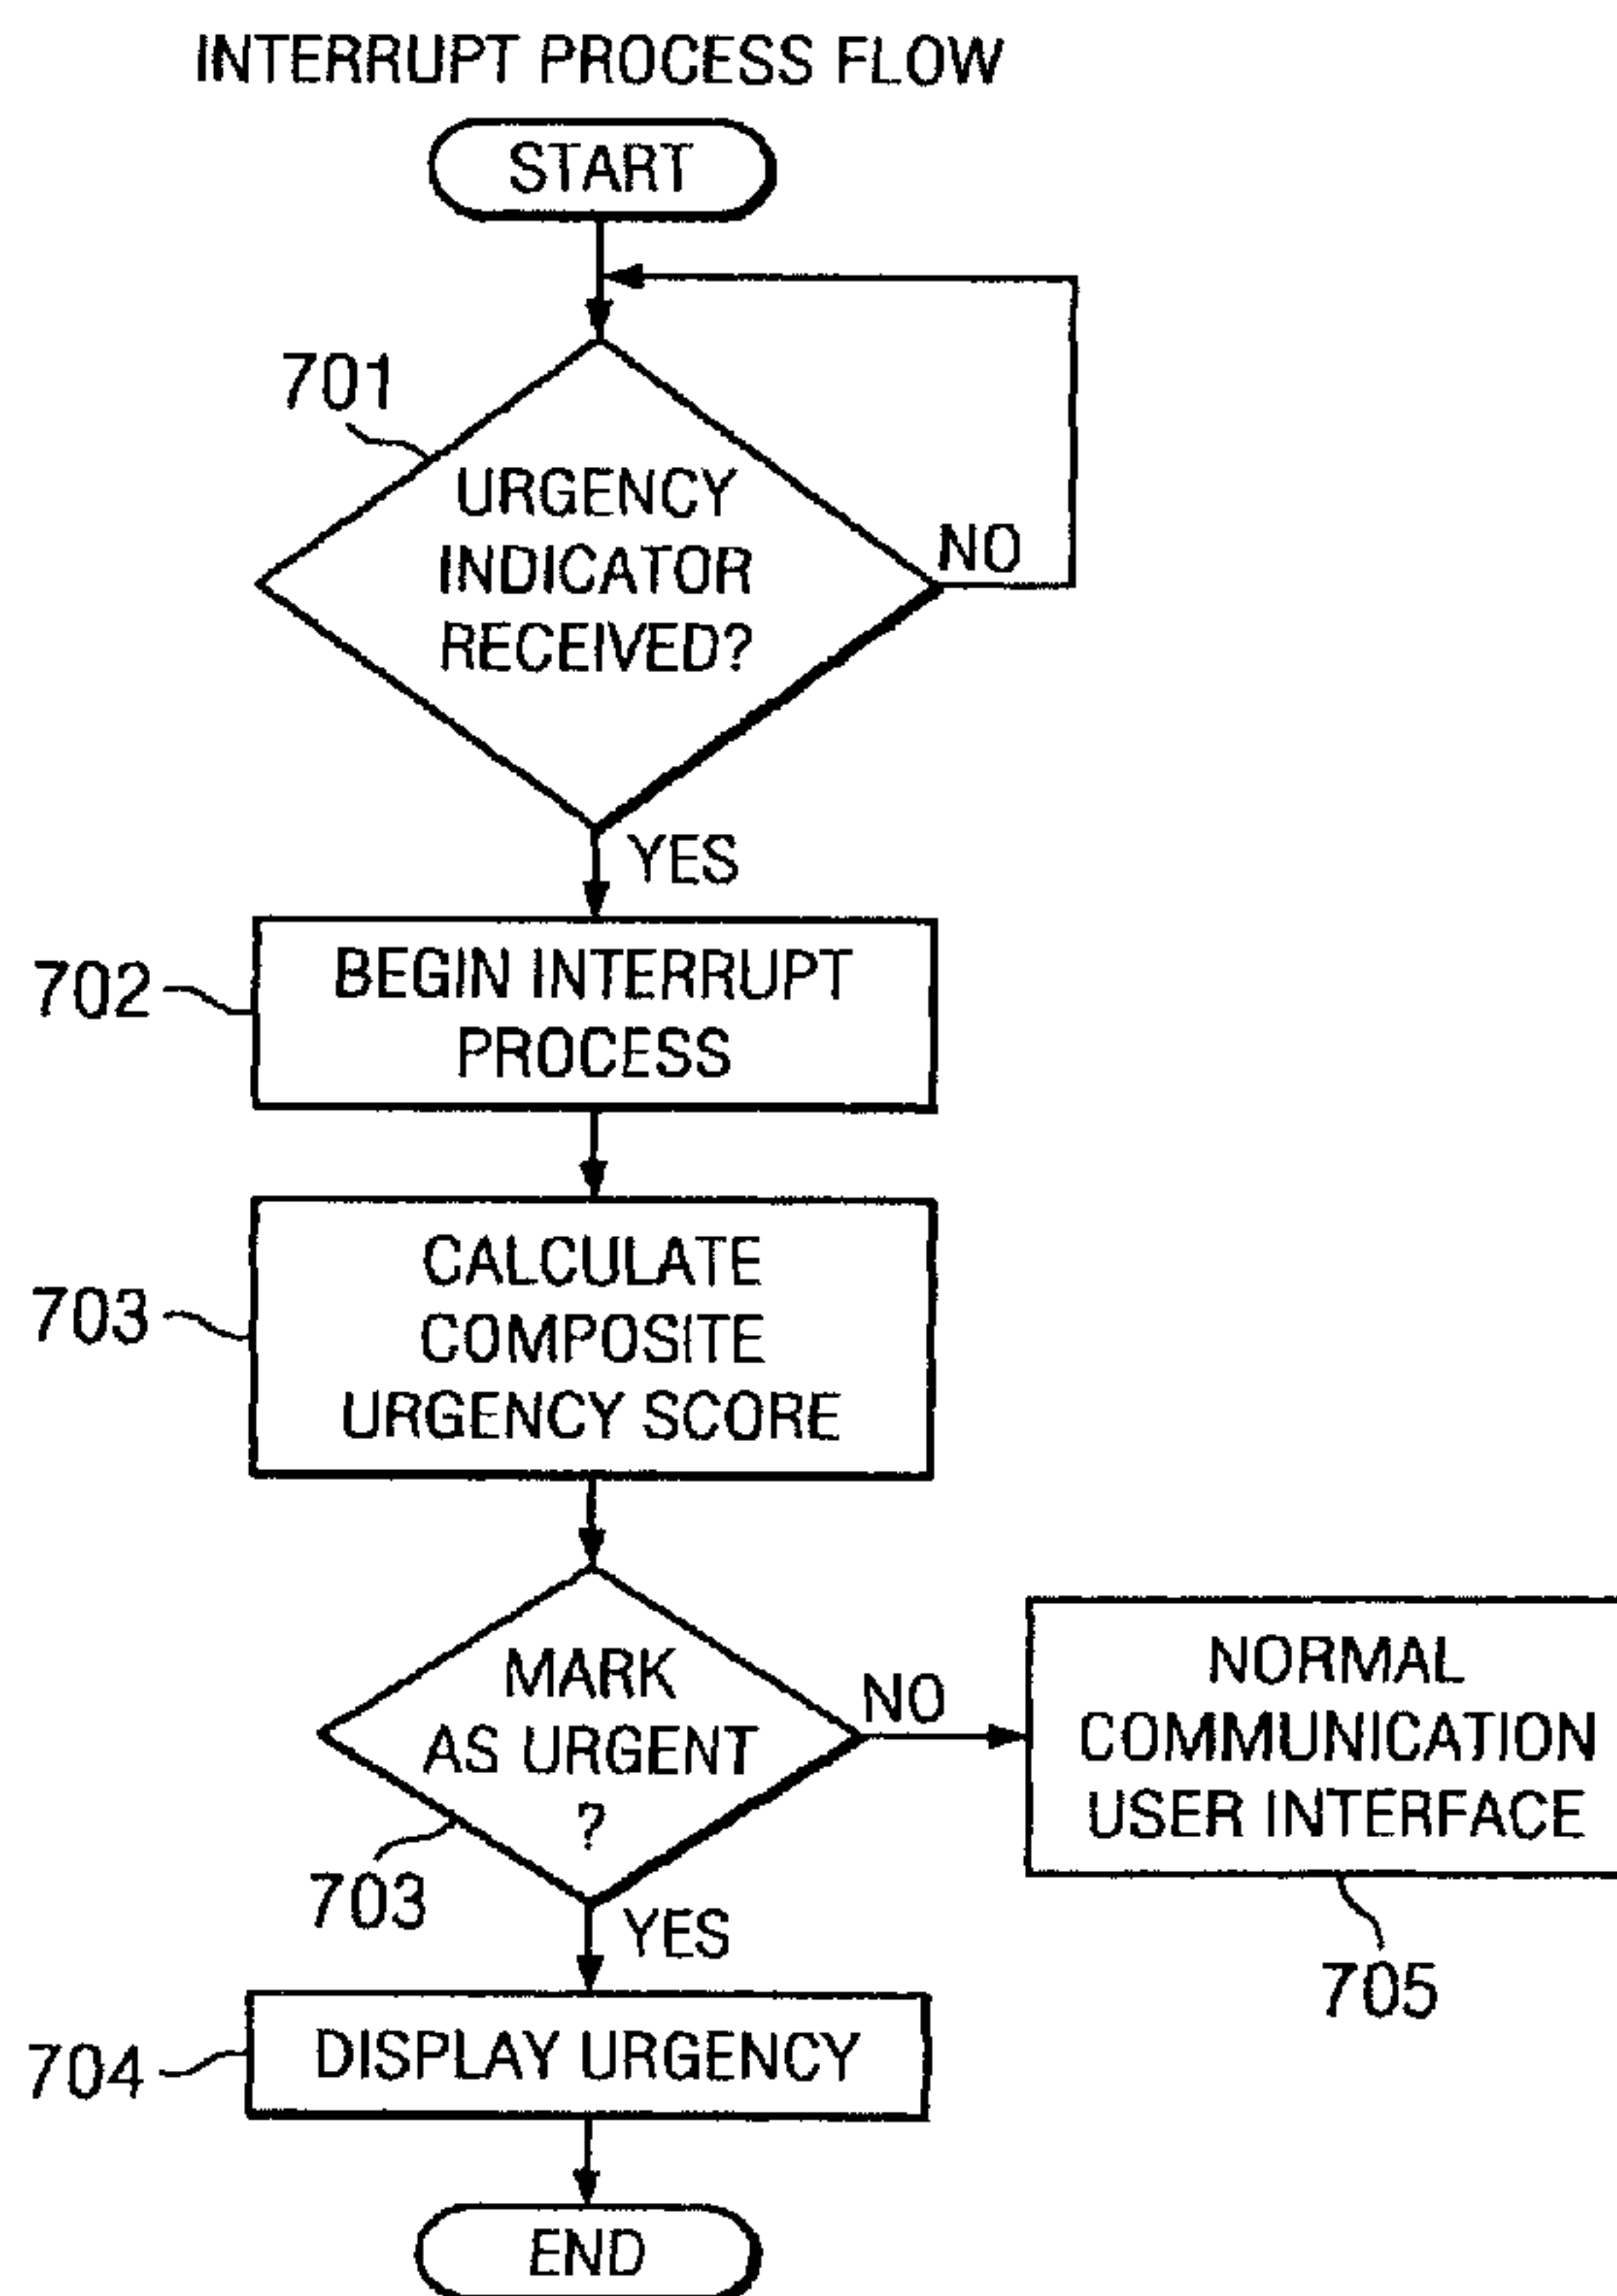 INTERRUPT PROCESS FLOW
START
701
URGENCY
INDICATOR
RECEIVED?
NO
YES
702
BEGIN INTERRUPT
PROCESS
703
CALCULATE
COMPOSITE
URGENCY SCORE
MARK
AS URGENT
?
NO
703
YES
NORMAL
COMMUNICATION
USER INTERFACE
705
704
DISPLAY URGENCY
END